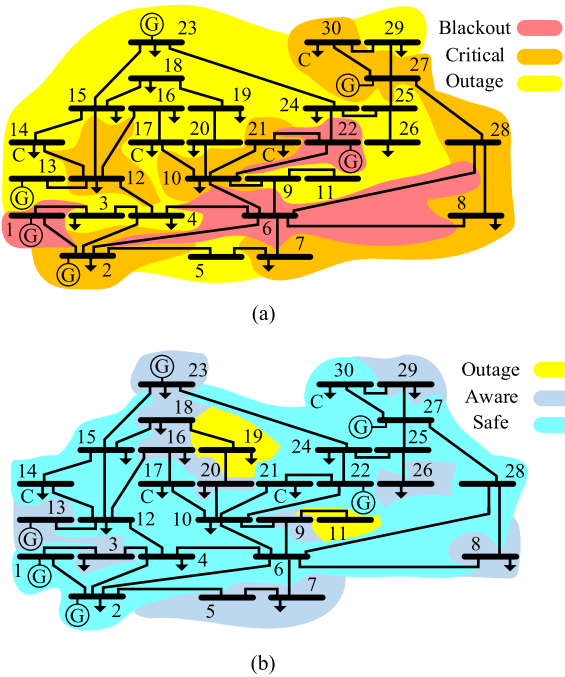 G 23 30 29 Blackout
C 27 Critical
18 G Outage
15 16 19 24 25
14 17 20 21 22 28
C C C G 26
13 12 10 9 11
G
3 4 8
1 G 6
G 2 5 7
(a)
G 23 30 29 Outage
C Aware
18 G 27 Safe
15 16 19 24 25
14 17 20 21 22 26 28
C C C G
13 12 10 9 11
G
3 4 8
1 G 6
G 2 5 7
(b)